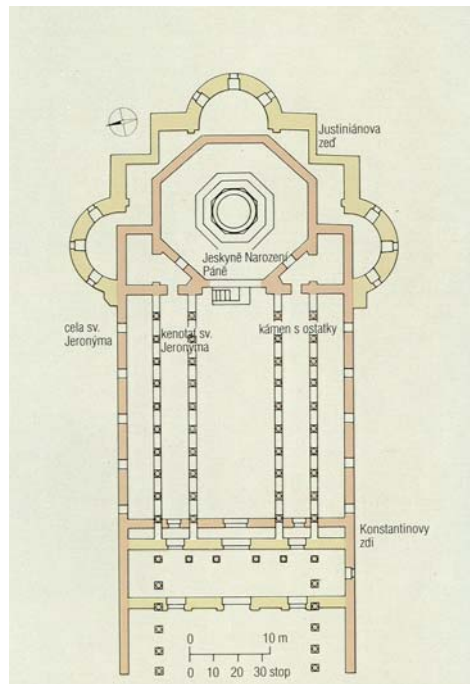 Justiniánova
zeď
Jeskyně Narození
Páně
cela sv.
Jeronýma
kenotaf sv.
Jeronýma
kámen s ostatky
Konstantinovy
zdi
0 10 m
0 10 20 30 stop